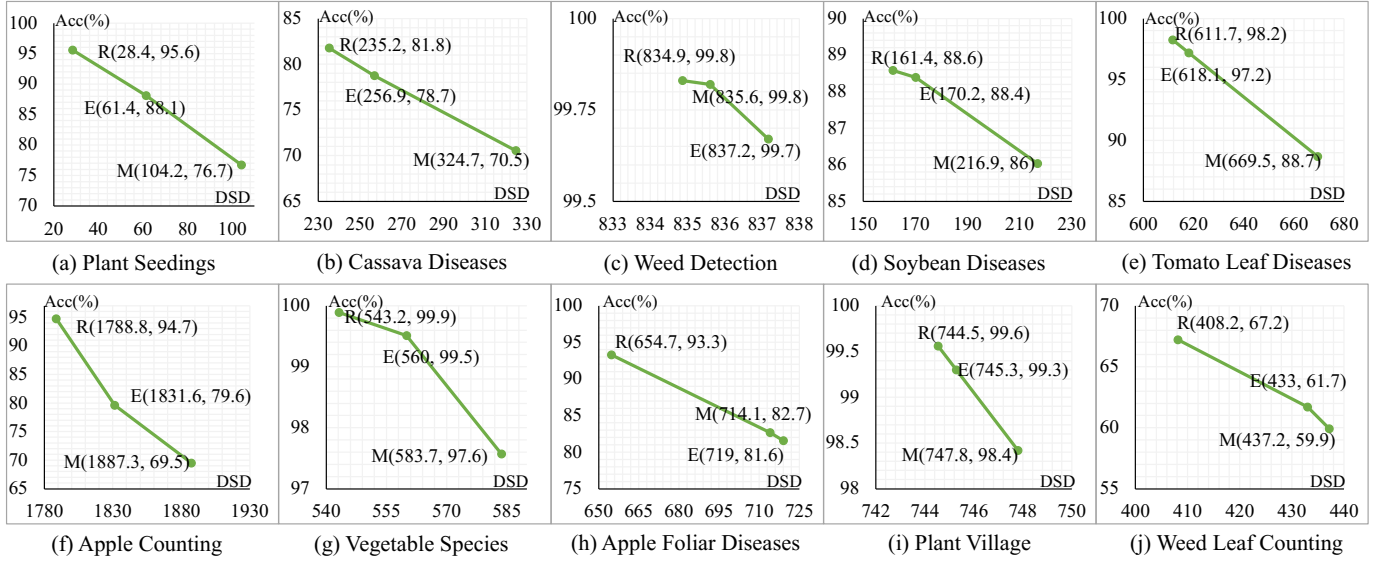 Acc(%)
100
95
90
85
80
75
70
R(28.4, 95.6)
E(61.4, 88.1)
M(104.2, 76.7)
DSD
20 40 60 80 100
(a) Plant Seedings
Acc(%)
85
80
75
70
65
R(235.2, 81.8)
E(256.9, 78.7)
M(324.7, 70.5)
DSD
230 250 270 290 310 330
(b) Cassava Diseases
Acc(%)
100
99.75
99.5
R(834.9, 99.8)
M(835.6, 99.8)
E(837.2, 99.7)
DSD
833 834 835 836 837 838
(c) Weed Detection
Acc(%)
90
89
88
87
86
85
R(161.4, 88.6)
E(170.2, 88.4)
M(216.9, 86)
DSD
150 170 190 210 230
(d) Soybean Diseases
Acc(%)
100
95
90
85
R(611.7, 98.2)
E(618.1, 97.2)
M(669.5, 88.7)
DSD
600 620 640 660 680
(e) Tomato Leaf Diseases
Acc(%)
95
90
85
80
75
70
65
R(1788.8, 94.7)
E(1831.6, 79.6)
M(1887.3, 69.5)
DSD
1780 1830 1880 1930
(f) Apple Counting
Acc(%)
100
99
98
97
R(543.2, 99.9)
E(560, 99.5)
M(583.7, 97.6)
DSD
540 555 570 585
(g) Vegetable Species
Acc(%)
100
95
90
85
80
75
R(654.7, 93.3)
M(714.1, 82.7)
E(719, 81.6)
DSD
650 665 680 695 710 725
(h) Apple Foliar Diseases
Acc(%)
100
99.5
99
98.5
98
R(744.5, 99.6)
E(745.3, 99.3)
M(747.8, 98.4)
DSD
742 744 746 748 750
(i) Plant Village
Acc(%)
70
65
60
55
R(408.2, 67.2)
E(433, 61.7)
M(437.2, 59.9)
DSD
400 410 420 430 440
(j) Weed Leaf Counting